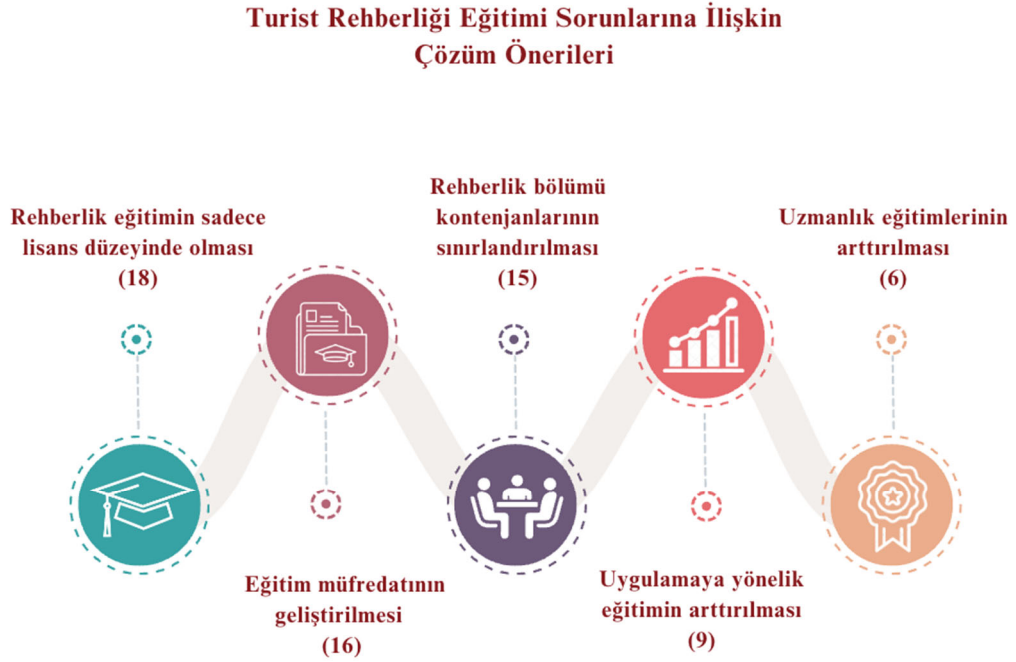 Turist Rehberliği Eğitimi Sorunlarına İlişkin
Çözüm Önerileri
Rehberlik eğitimin sadece
lisans düzeyinde olması
(18)
Eğitim müfredatının
geliştirilmesi
(16)
Rehberlik bölümü
kontenjanlarının
sınırlandırılması
(15)
Uygulamaya yönelik
eğitimin arttırılması
(9)
Uzmanlık eğitimlerinin
arttırılması
(6)